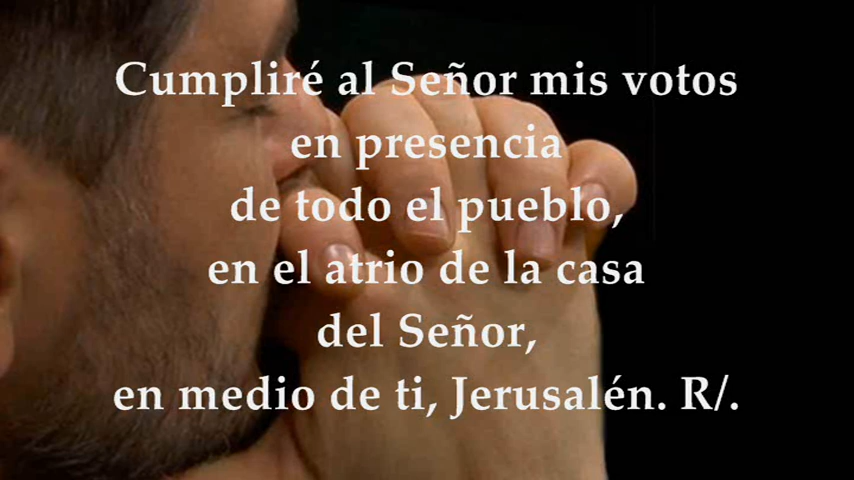 Cumpliré al Señor mis votos
en presencia
de todo el pueblo,
en el atrio de la casa
del Señor,
en medio de ti, Jerusalén. R/.